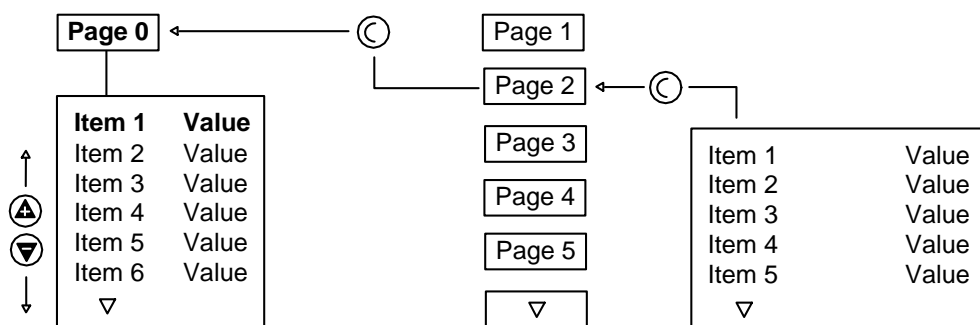 Page 0
Item 1 Value
Item 2 Value
Item 3 Value
Item 4 Value
Item 5 Value
Item 6 Value
Page 1
Page 2
Page 3
Page 4
Page 5
Item 1 Value
Item 2 Value
Item 3 Value
Item 4 Value
Item 5 Value